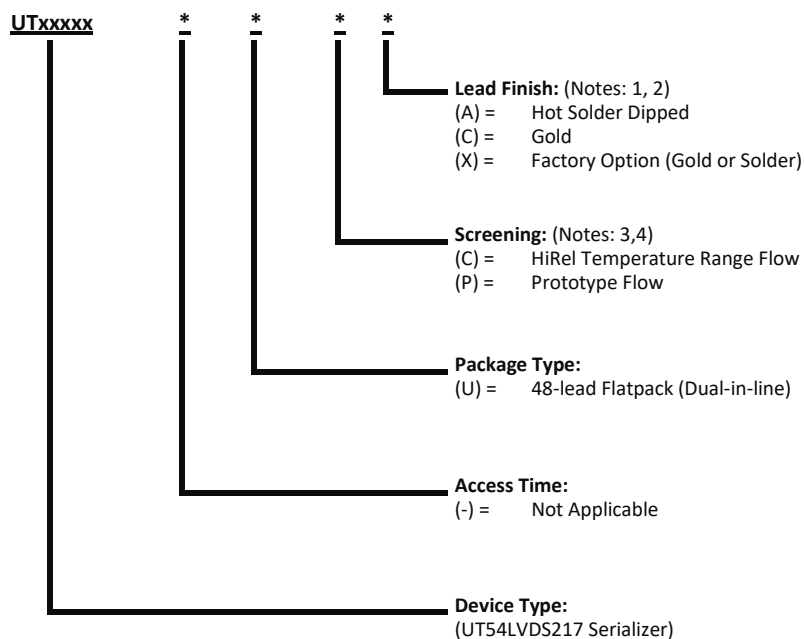 UTxxxxx * * * *
Lead Finish: (Notes: 1, 2)
(A) = Hot Solder Dipped
(C) = Gold
(X) = Factory Option (Gold or Solder)
Screening: (Notes: 3,4)
(C) = HiRel Temperature Range Flow
(P) = Prototype Flow
Package Type:
(U) = 48-lead Flatpack (Dual-in-line)
Access Time:
(-) = Not Applicable
Device Type:
(UT54LVDS217 Serializer)